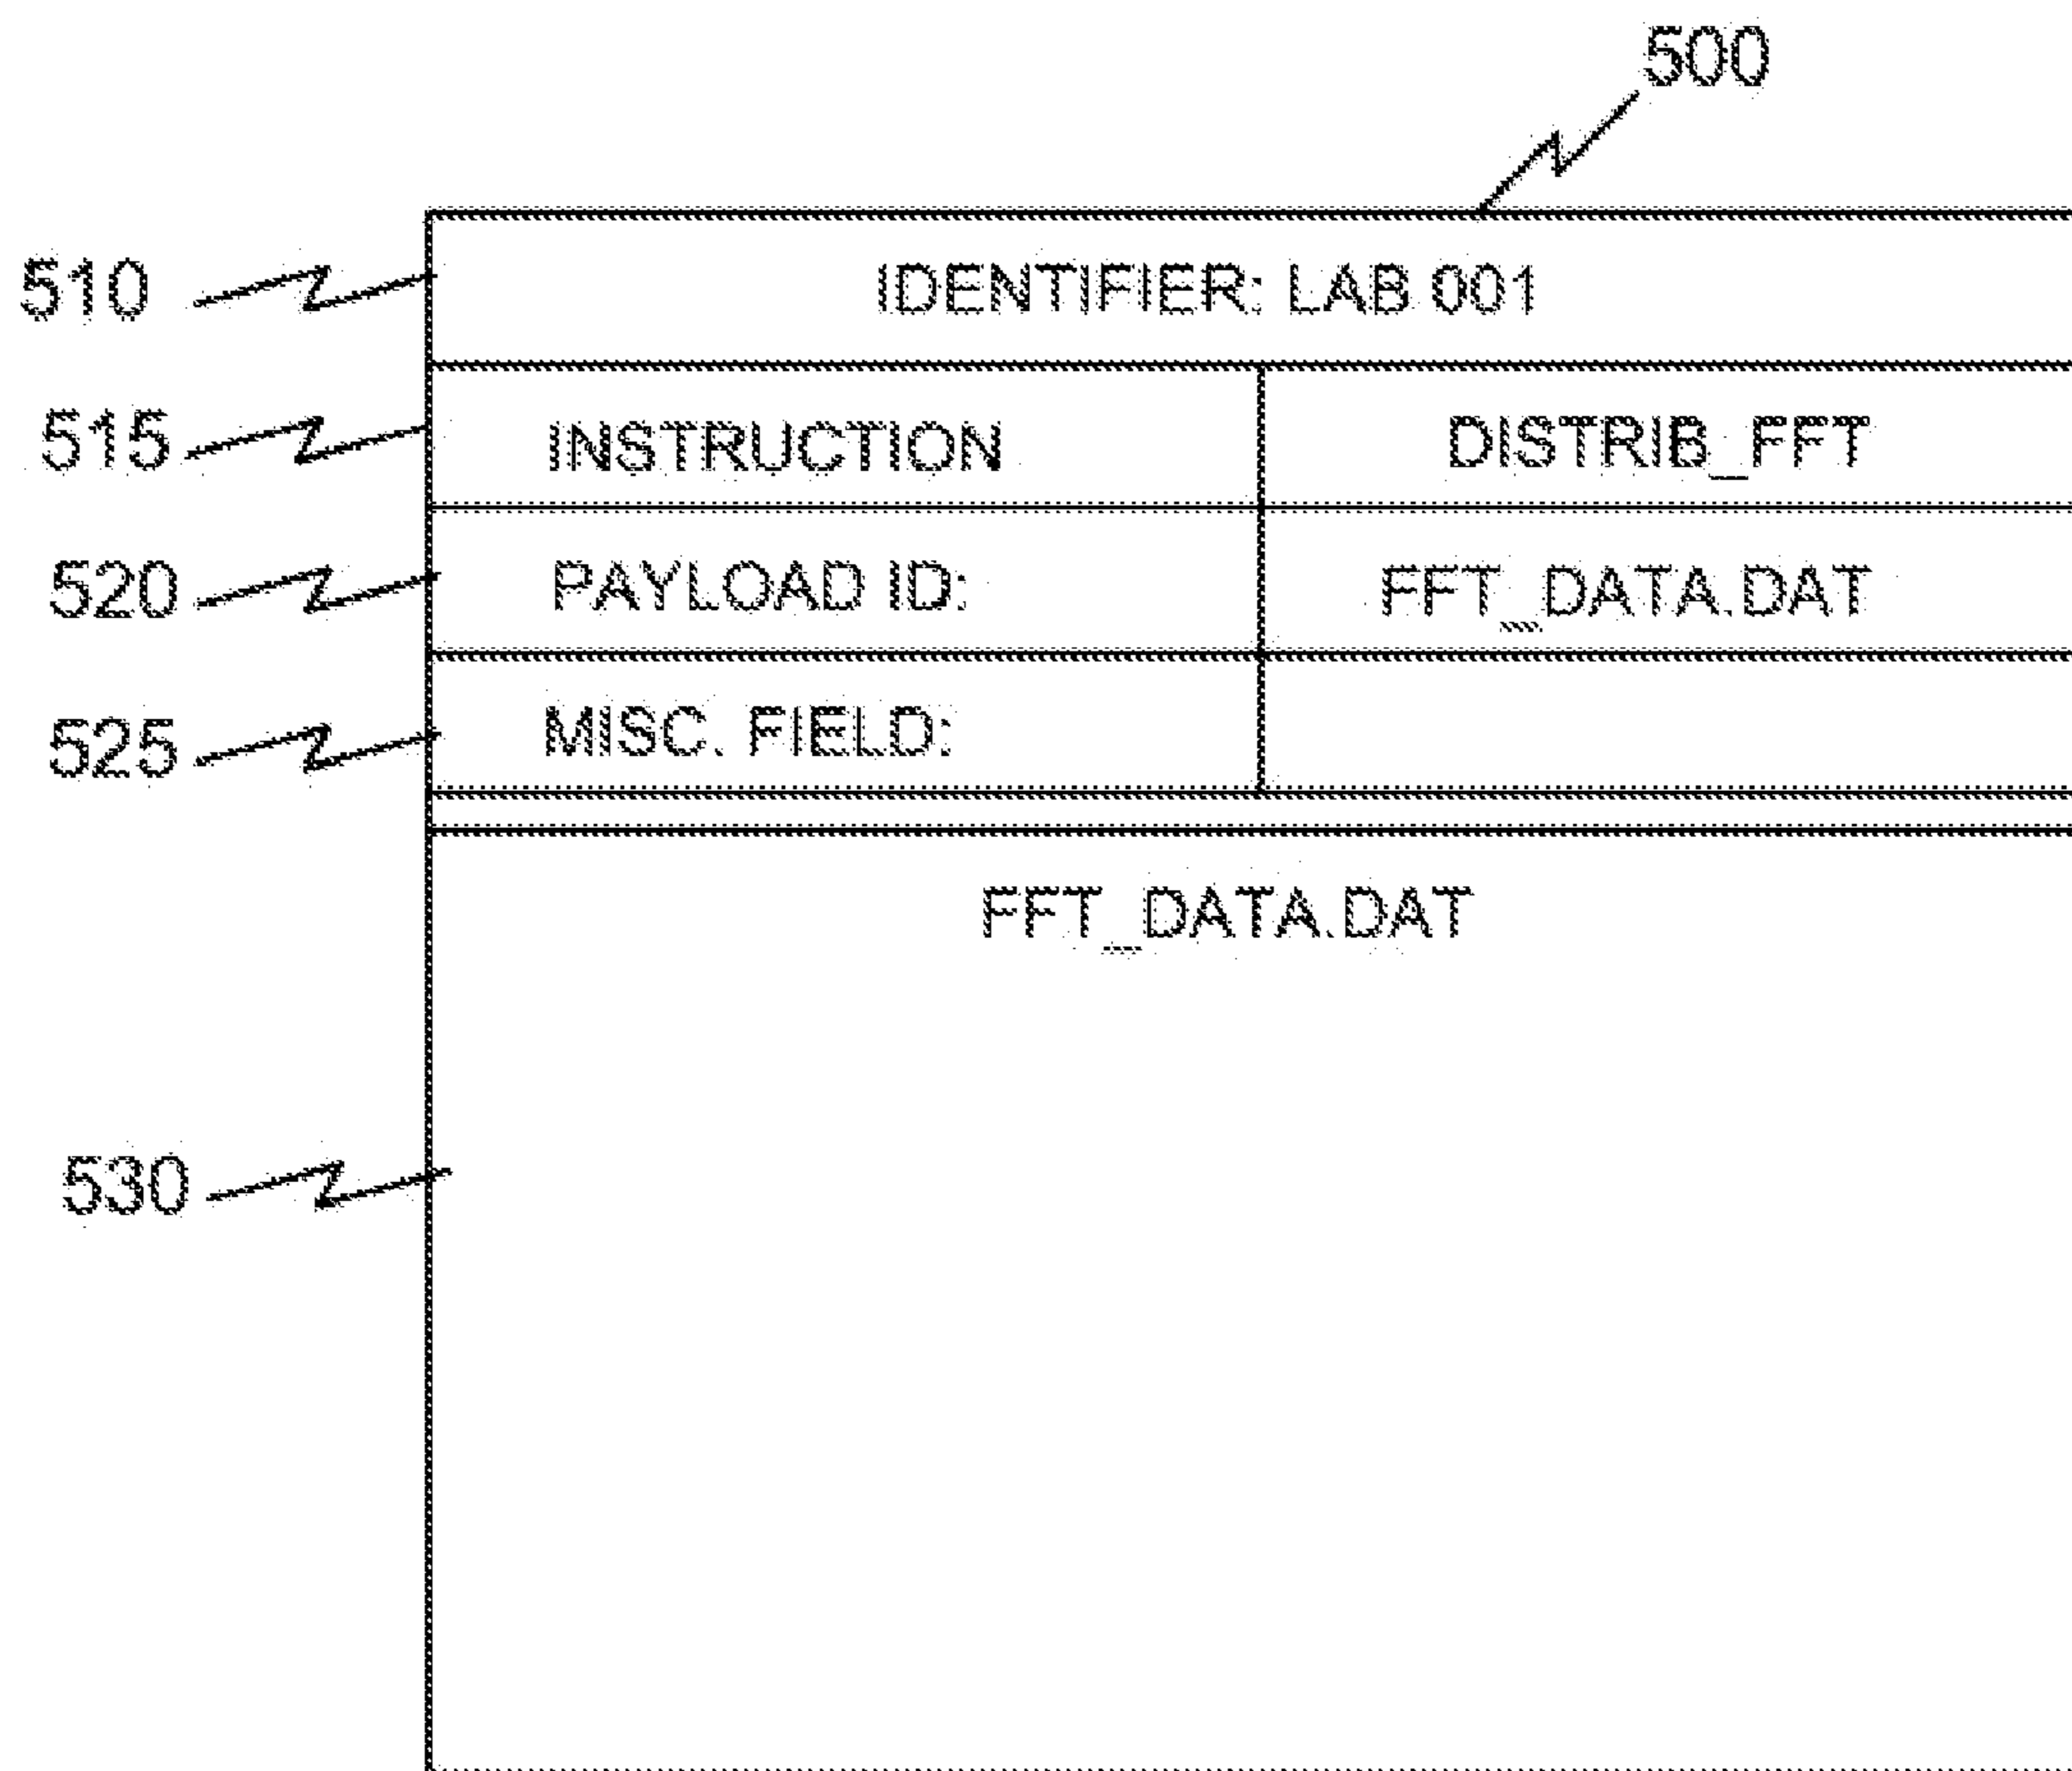 500
510 IDENTIFIER: LAB 001
515 INSTRUCTION DISTRIB_FFT
520 PAYLOAD ID: FFT_DATA.DAT
525 MISC. FIELD:
FFT_DATA.DAT
530